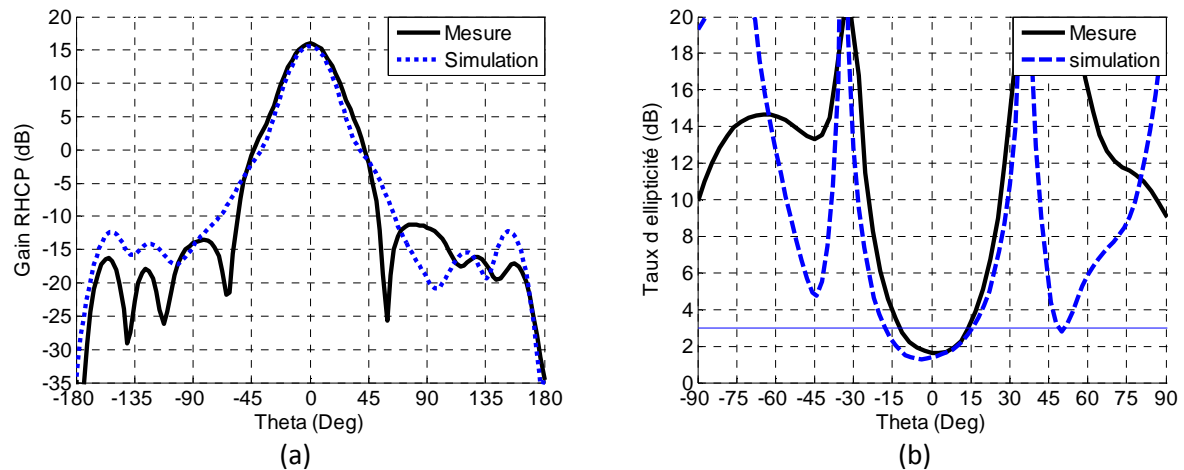 Mesure
Simulation
Gain RHCP (dB)
20
15
10
5
0
-5
-10
-15
-20
-25
-30
-35
-180 -135 -90 -45 0 45 90 135 180
Theta (Deg)
(a)
Mesure
simulation
Taux d ellipticité (dB)
20
18
16
14
12
10
8
6
4
2
0
-90 -75 -60 -45 -30 -15 0 15 30 45 60 75 90
Theta (Deg)
(b)